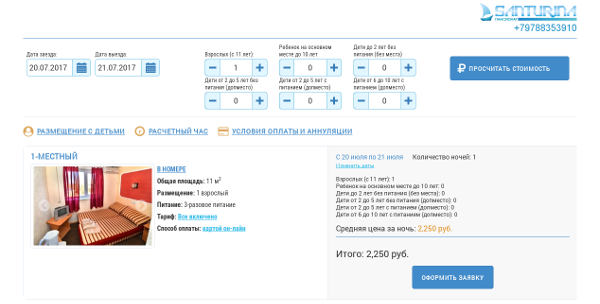 SANTURINA
ПАНСИОНАТ
+79788353910
Дата заезда: Дата выезда: Взрослых (с 11 лет): Ребенок на основном месте до 10 лет: Дети до 2 лет без питания (без места):
20.07.2017 21.07.2017 − 1 + − 0 + − 0 +
₽ ПРОСЧИТАТЬ СТОИМОСТЬ
Дети от 2 до 5 лет без питания (допместо): Дети от 2 до 5 лет с питанием (допместо): Дети от 6 до 10 лет с питанием (допместо):
− 0 + − 0 + − 0 +
РАЗМЕЩЕНИЕ С ДЕТЬМИ РАСЧЕТНЫЙ ЧАС УСЛОВИЯ ОПЛАТЫ И АННУЛЯЦИИ
1-МЕСТНЫЙ
В НОМЕРЕ
Общая площадь: 11 м2
Размещение: 1 взрослый
Питание: 3-разовое питание
Тариф: Все включено
Способ оплаты: картой он-лайн
С 20 июля по 21 июля Количество ночей: 1
Изменить даты
Взрослых (с 11 лет): 1
Ребенок на основном месте до 10 лет: 0
Дети до 2 лет без питания (без места): 0
Дети от 2 до 5 лет без питания (допместо): 0
Дети от 2 до 5 лет с питанием (допместо): 0
Дети от 6 до 10 лет с питанием (допместо): 0
Средняя цена за ночь: 2,250 руб.
Итого: 2,250 руб.
ОФОРМИТЬ ЗАЯВКУ